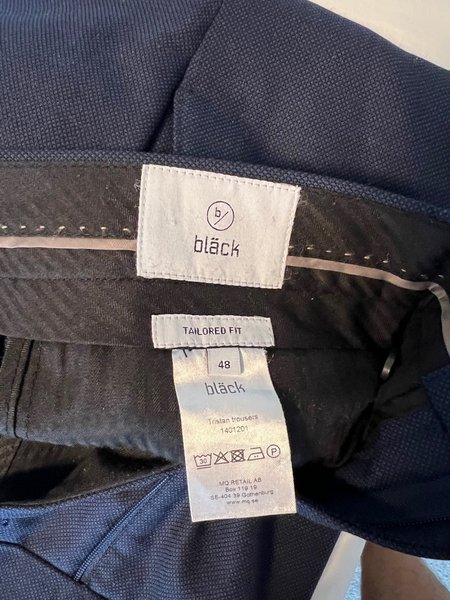 b/
bläck
TAILORED FIT
48
bläck
Tristan trousers
1401201
30
P
MQ RETAIL AB
Box 119 19
SE-404 39 Gothenburg
www.mq.se